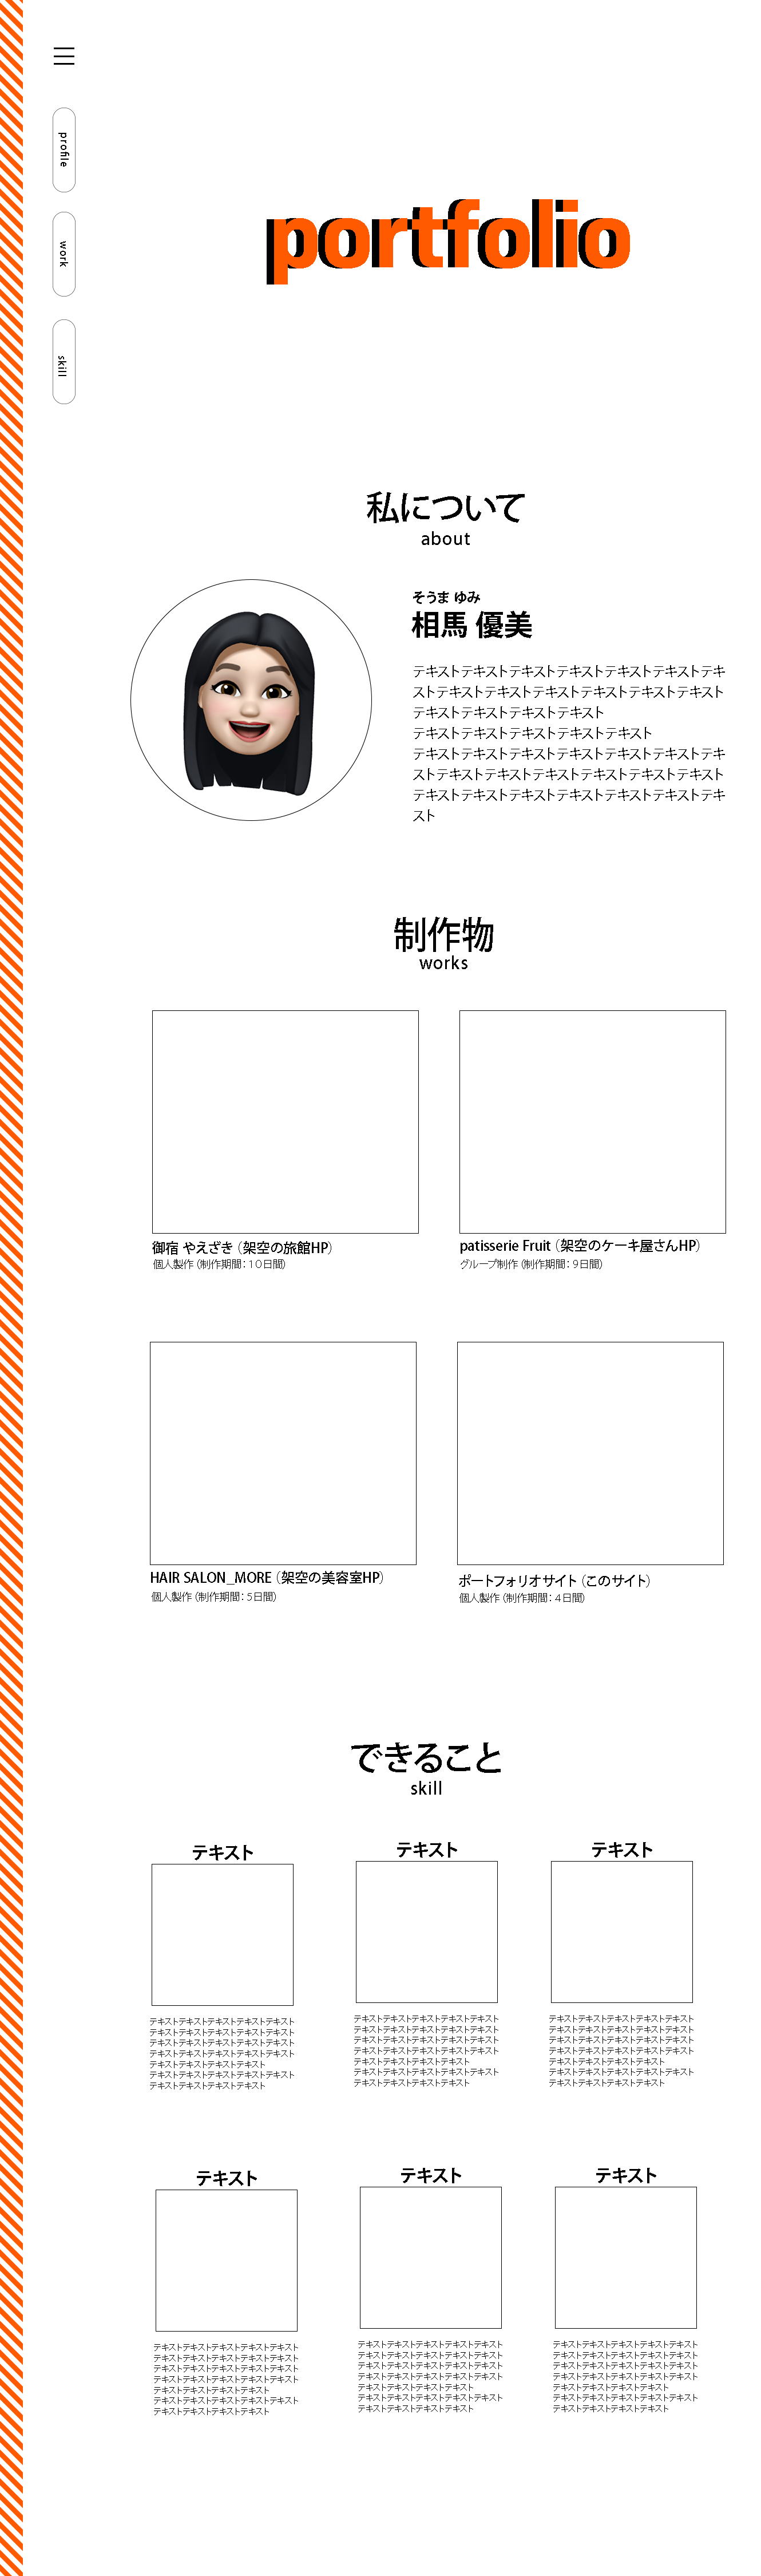 profile
work
skill
portfolio
私について
about
そうま ゆみ
相馬 優美
テキストテキストテキストテキストテキストテキストテキ
ストテキストテキストテキストテキストテキストテキスト
テキストテキストテキストテキスト
テキストテキストテキストテキストテキスト
テキストテキストテキストテキストテキストテキストテキ
ストテキストテキストテキストテキストテキストテキスト
テキストテキストテキストテキストテキストテキストテキ
スト
制作物
works
御宿 やえざき（架空の旅館HP）
個人製作（制作期間：10日間）
patisserie Fruit（架空のケーキ屋さんHP）
グループ制作（制作期間：9日間）
HAIR SALON_MORE（架空の美容室HP）
個人製作（制作期間：5日間）
ポートフォリオサイト（このサイト）
個人製作（制作期間：4日間）
できること
skill
テキスト
テキストテキストテキストテキストテキスト
テキストテキストテキストテキストテキスト
テキストテキストテキストテキストテキスト
テキストテキストテキストテキストテキスト
テキストテキストテキストテキスト
テキストテキストテキストテキストテキスト
テキストテキストテキストテキスト
テキスト
テキストテキストテキストテキストテキスト
テキストテキストテキストテキストテキスト
テキストテキストテキストテキストテキスト
テキストテキストテキストテキストテキスト
テキストテキストテキストテキスト
テキストテキストテキストテキストテキスト
テキストテキストテキストテキスト
テキスト
テキストテキストテキストテキストテキスト
テキストテキストテキストテキストテキスト
テキストテキストテキストテキストテキスト
テキストテキストテキストテキストテキスト
テキストテキストテキストテキスト
テキストテキストテキストテキストテキスト
テキストテキストテキストテキスト
テキスト
テキストテキストテキストテキストテキスト
テキストテキストテキストテキストテキスト
テキストテキストテキストテキストテキスト
テキストテキストテキストテキストテキスト
テキストテキストテキストテキスト
テキストテキストテキストテキストテキスト
テキストテキストテキストテキスト
テキスト
テキストテキストテキストテキストテキスト
テキストテキストテキストテキストテキスト
テキストテキストテキストテキストテキスト
テキストテキストテキストテキストテキスト
テキストテキストテキストテキスト
テキストテキストテキストテキストテキスト
テキストテキストテキストテキスト
テキスト
テキストテキストテキストテキストテキスト
テキストテキストテキストテキストテキスト
テキストテキストテキストテキストテキスト
テキストテキストテキストテキストテキスト
テキストテキストテキストテキスト
テキストテキストテキストテキストテキスト
テキストテキストテキストテキスト